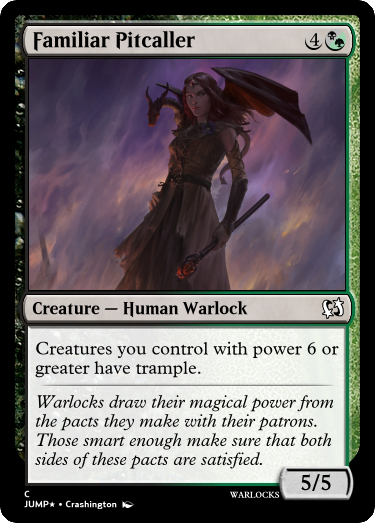 Familiar Pitcaller 4
Creature — Human Warlock
Creatures you control with power 6 or
greater have trample.
Warlocks draw their magical power from
the pacts they make with their patrons.
Those smart enough make sure that both
sides of these pacts are satisfied.
5/5
C
JUMP★ • Crashington
WARLOCKS